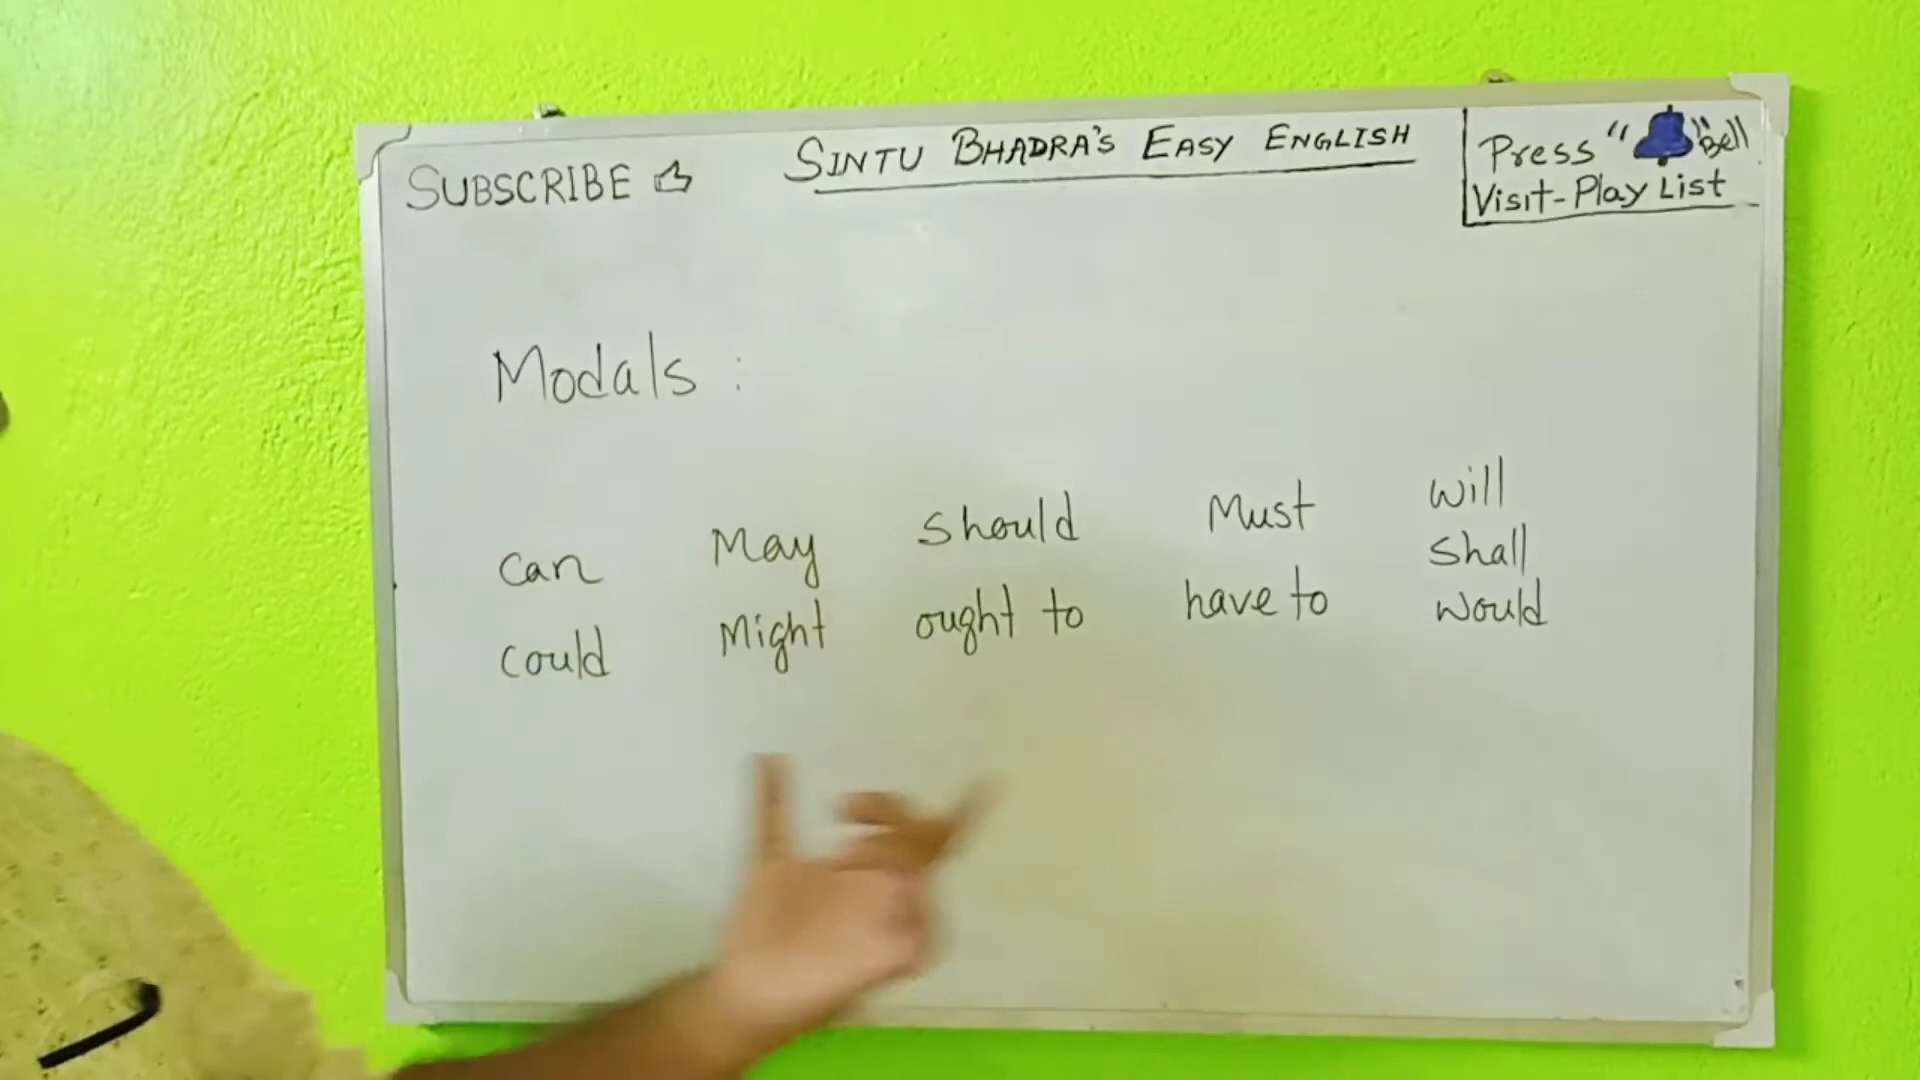 SUBSCRIBE
SINTU BHADRA'S EASY ENGLISH
Press " " Bell
Visit-Play List
Modals :
can May should Must will
shall
could Might ought to have to would